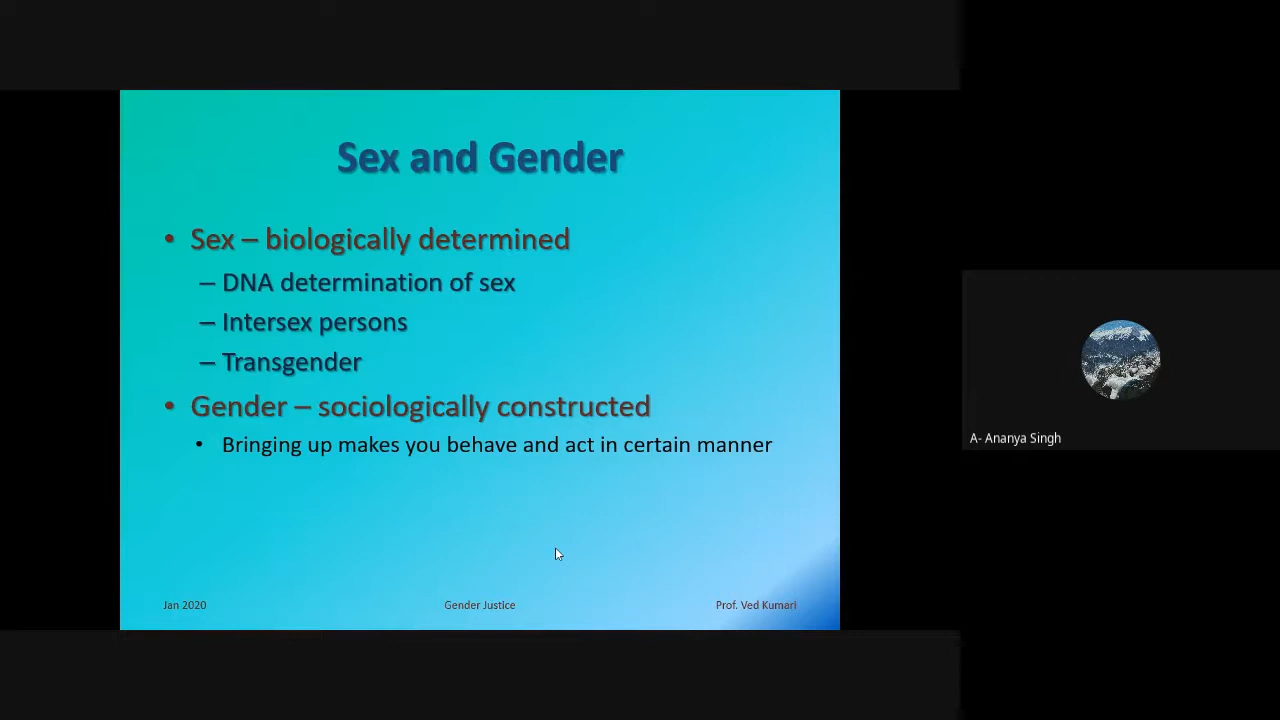 Sex and Gender
• Sex – biologically determined
– DNA determination of sex
– Intersex persons
– Transgender
• Gender – sociologically constructed
• Bringing up makes you behave and act in certain manner
Jan 2020
Gender Justice
Prof. Ved Kumari
A- Ananya Singh